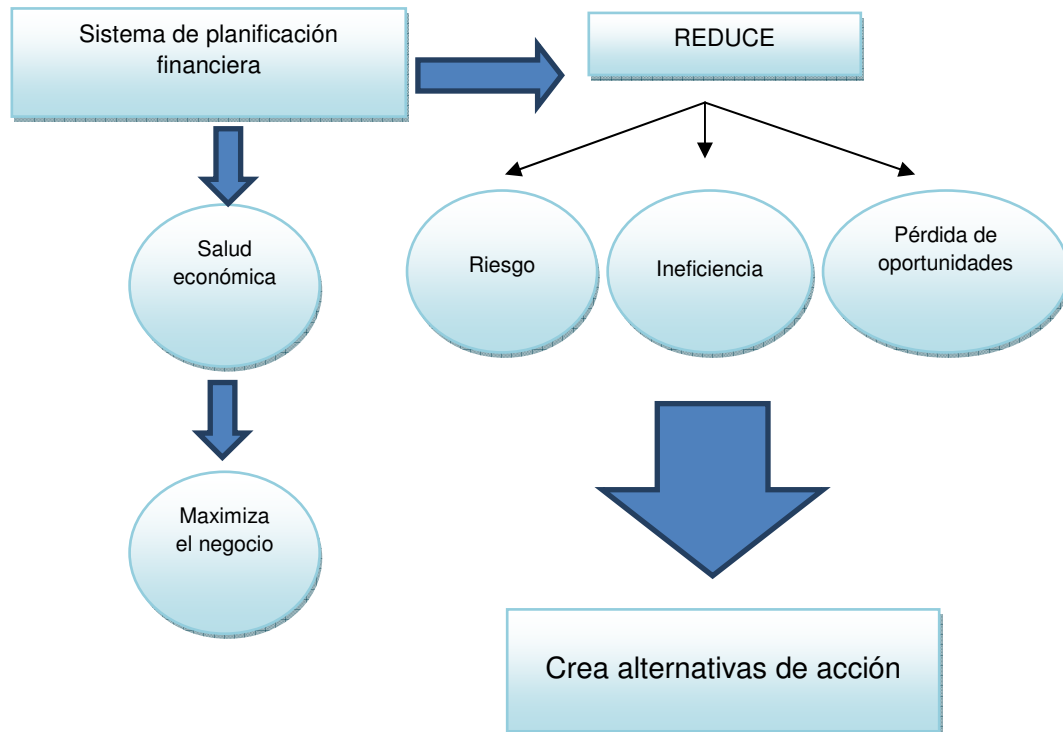 Sistema de planificación
financiera
REDUCE
Salud
económica
Riesgo
Ineficiencia
Pérdida de
oportunidades
Maximiza
el negocio
Crea alternativas de acción